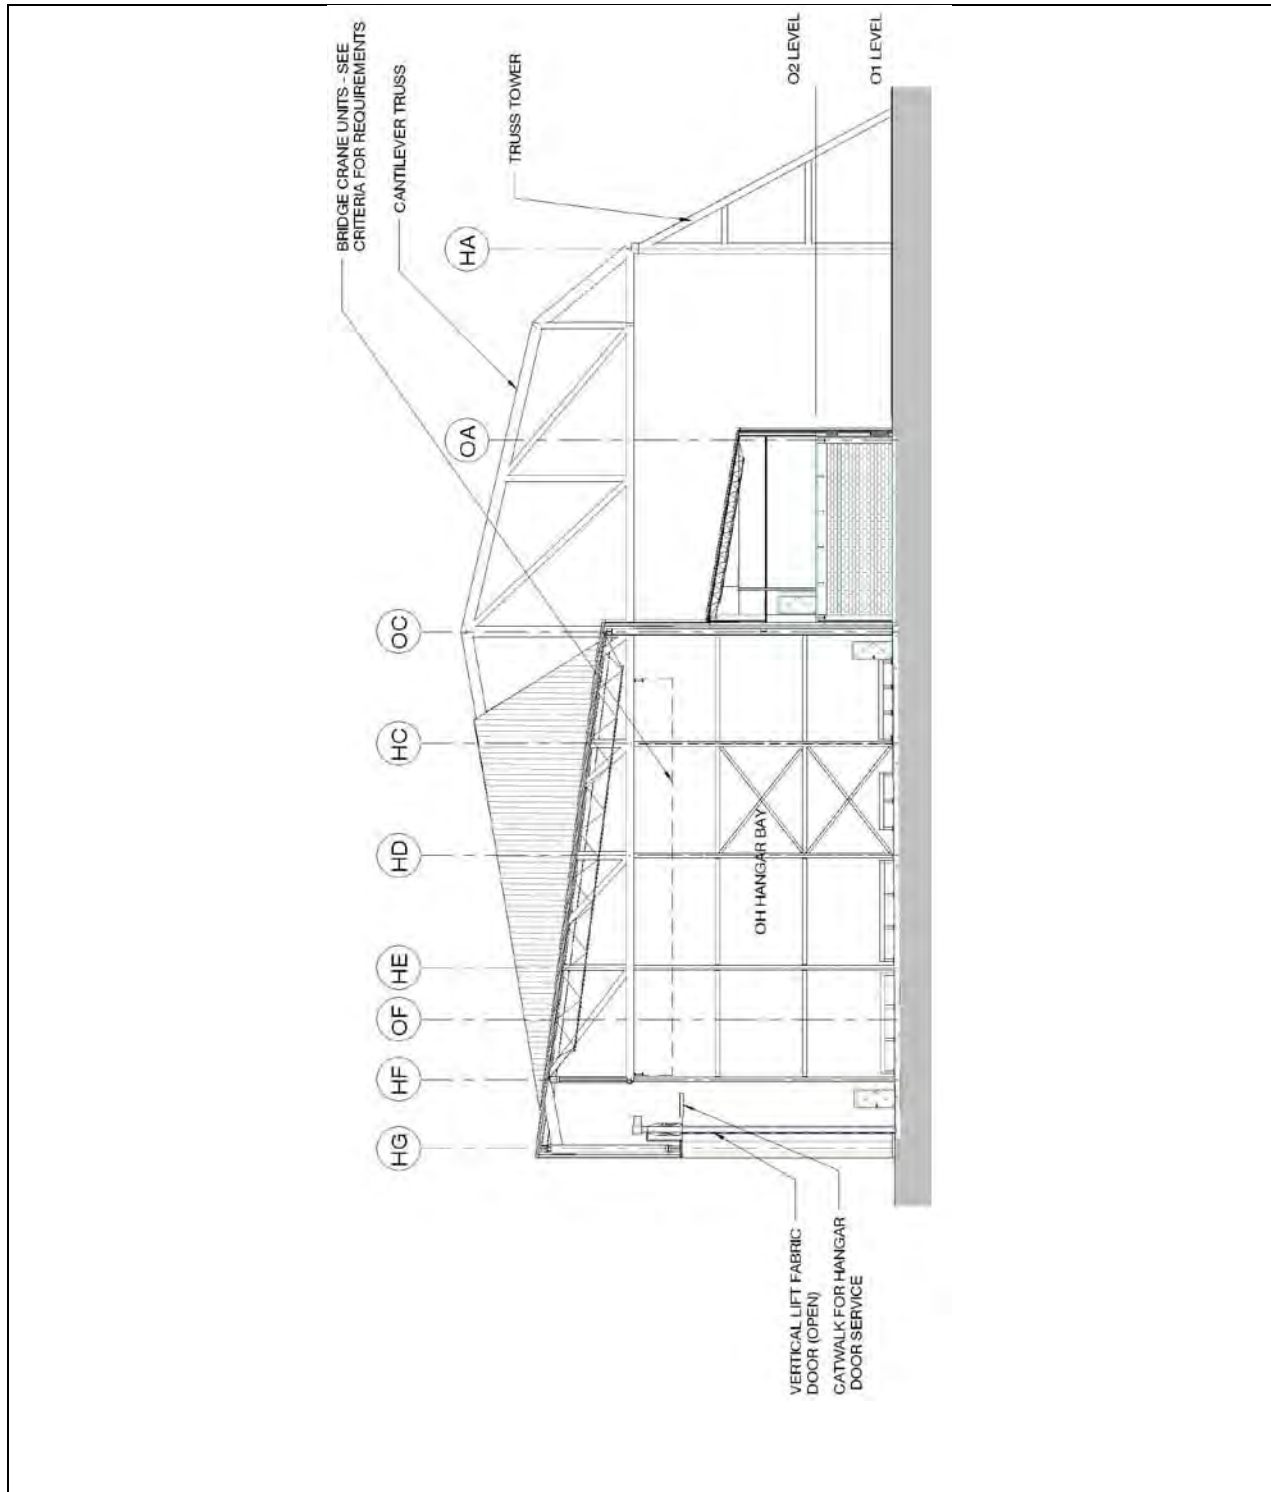 BRIDGE CRANE UNITS - SEE
CRITERIA FOR REQUIREMENTS
CANTILEVER TRUSS
TRUSS TOWER
O2 LEVEL
O1 LEVEL
HG
HF
OF
HE
HD
HC
OC
OA
HA
OH HANGAR BAY
VERTICAL LIFT FABRIC
DOOR (OPEN)
CATWALK FOR HANGAR
DOOR SERVICE